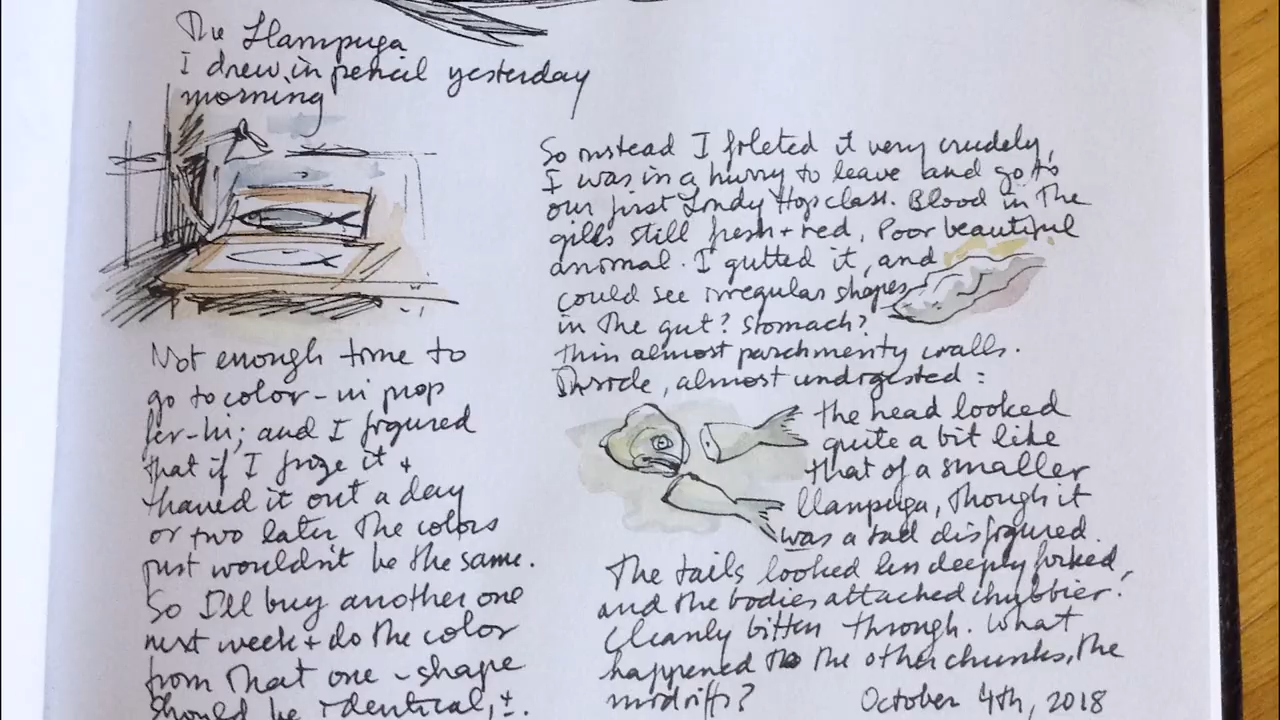 The Llampuga
I drew in pencil yesterday
morning
Not enough time to
go to color-in prop
fer-li; and I figured
that if I froze it +
thawed it out a day
or two later the colors
just wouldn't be the same.
So I'll buy another one
next week + do the color
from that one - shape
should be identical, ±.
So instead I fileted it very crudely,
I was in a hurry to leave and go to
our first Lindy Hop class. Blood in the
gills still fresh + red, Poor beautiful
animal. I gutted it, and
could see irregular shapes
in the gut? Stomach?
Thin almost parchmenty walls.
Inside, almost undigested:
the head looked
quite a bit like
that of a smaller
llampuga, though it
was a tad disfigured.
The tails looked less deeply forked,
and the bodies attached chubbier.
Cleanly bitten through. What
happened to the other chunks, the
midriffs?
October 4th, 2018